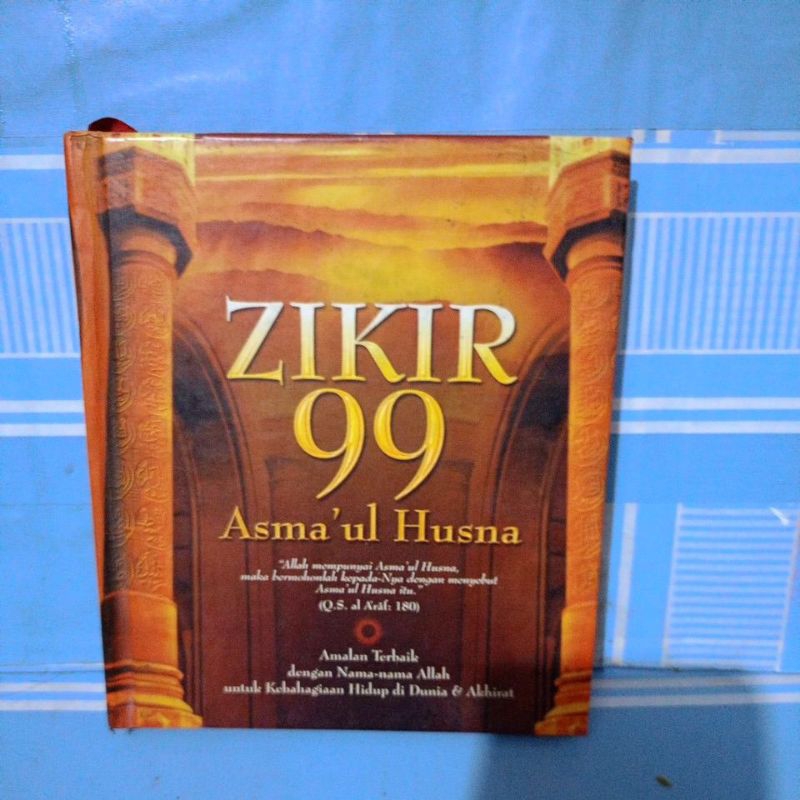 ZIKIR
99
Asma'ul Husna
"Allah mempunyai Asma'ul Husna,
maka bermohonlah kepada-Nya dengan menyebut
Asma'ul Husna itu."
(Q.S. al A'râf: 180)
Amalan Terbaik
dengan Nama-nama Allah
untuk Kebahagiaan Hidup di Dunia & Akhirat